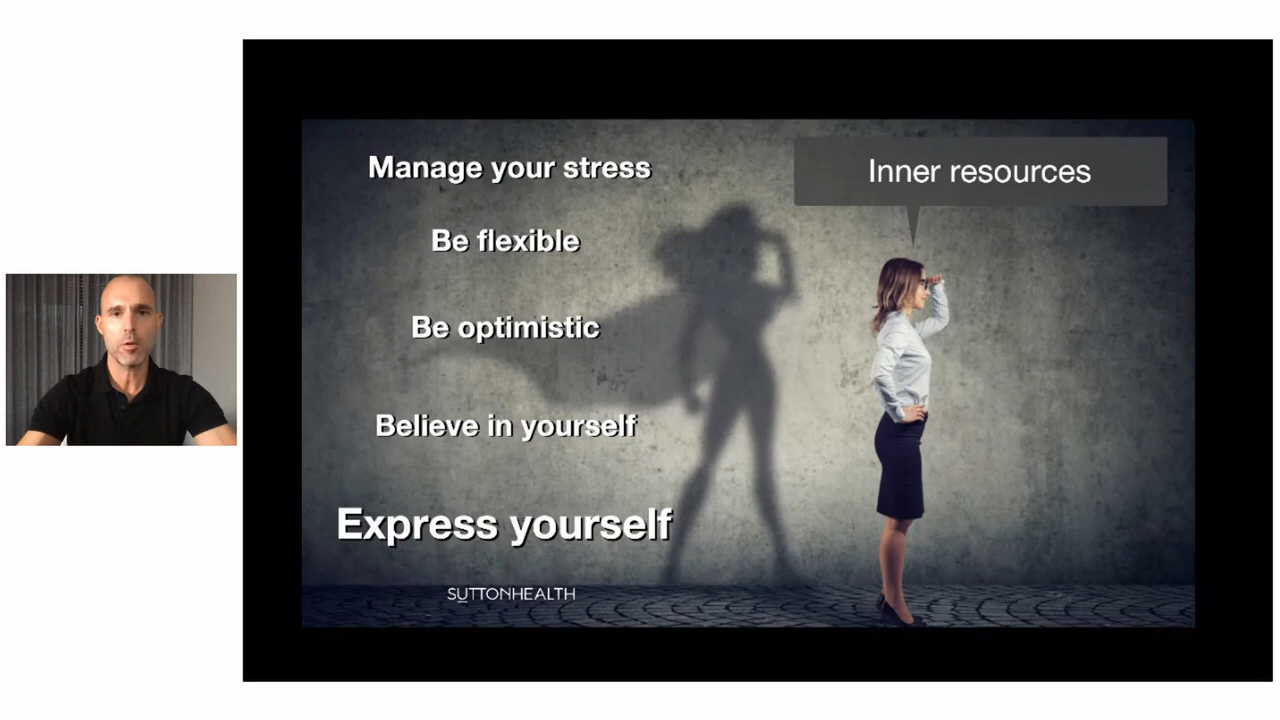 Manage your stress
Inner resources
Be flexible
Be optimistic
Believe in yourself
Express yourself
SUTTONHEALTH